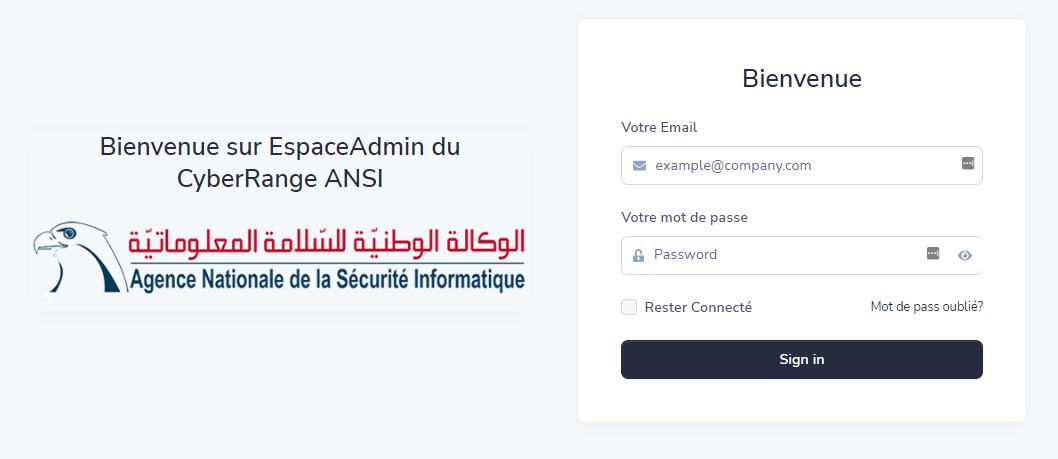 Bienvenue sur EspaceAdmin du
CyberRange ANSI
الوكالة الوطنيّة للسّلامة المعلوماتيّة
Agence Nationale de la Sécurité Informatique
Bienvenue
Votre Email
example@company.com
Votre mot de passe
Password
Rester Connecté
Mot de pass oublié?
Sign in